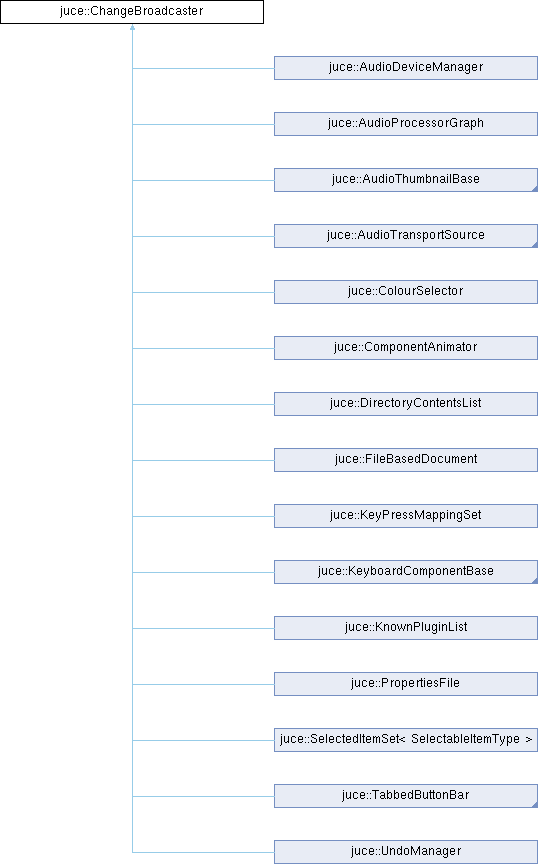 juce::ChangeBroadcaster
juce::AudioDeviceManager
juce::AudioProcessorGraph
juce::AudioThumbnailBase
juce::AudioTransportSource
juce::ColourSelector
juce::ComponentAnimator
juce::DirectoryContentsList
juce::FileBasedDocument
juce::KeyPressMappingSet
juce::KeyboardComponentBase
juce::KnownPluginList
juce::PropertiesFile
juce::SelectedItemSet< SelectableItemType >
juce::TabbedButtonBar
juce::UndoManager